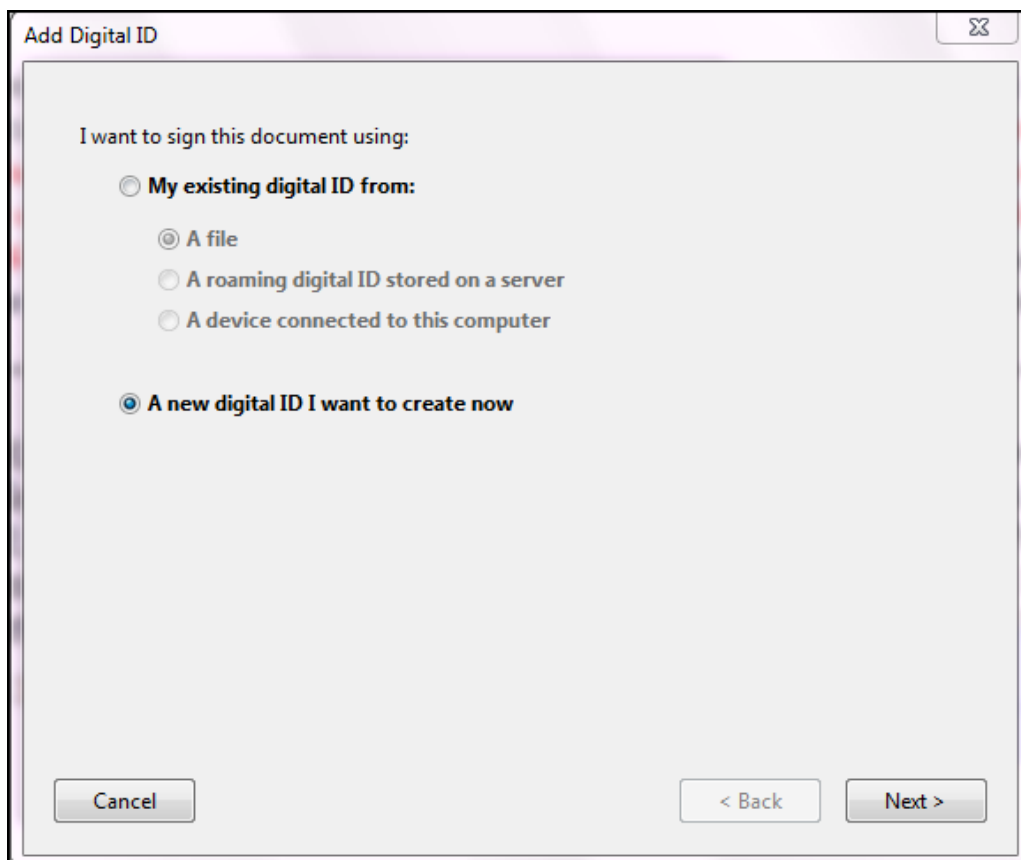 Add Digital ID
I want to sign this document using:
My existing digital ID from:
A file
A roaming digital ID stored on a server
A device connected to this computer
A new digital ID I want to create now
Cancel
< Back
Next >